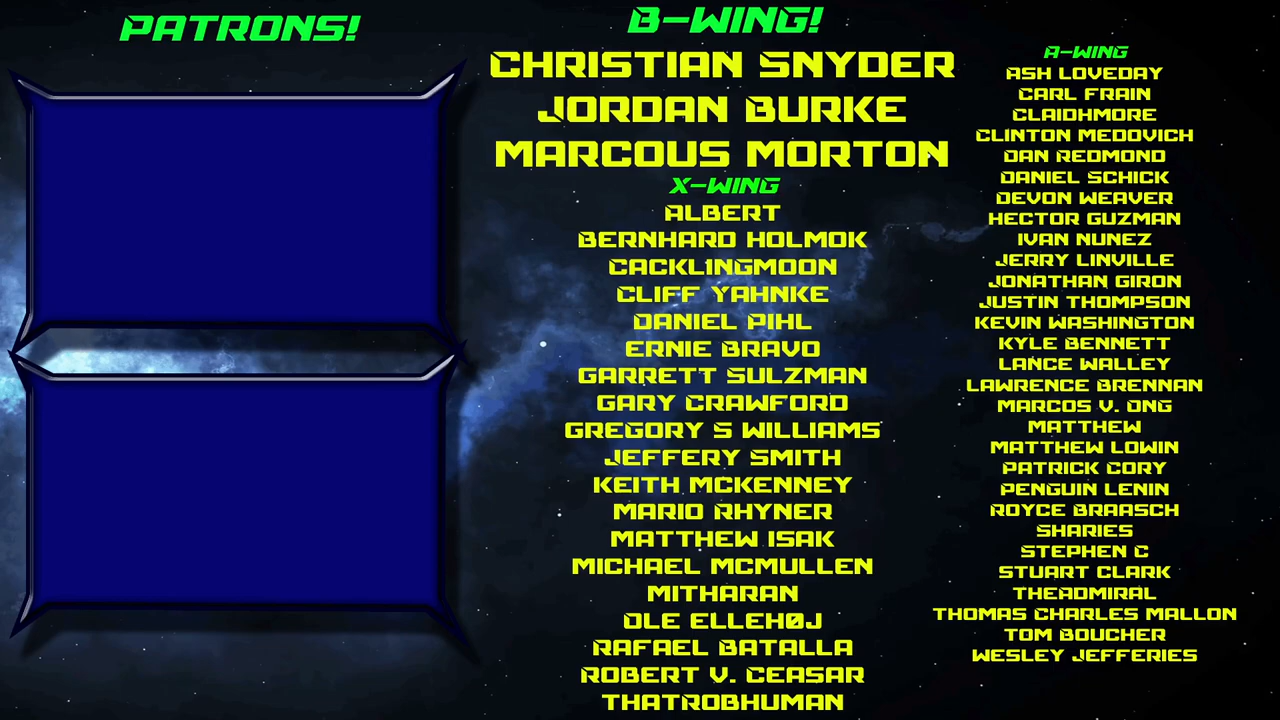 PATRONS!
B-WING!
CHRISTIAN SNYDER
JORDAN BURKE
MARCOUS MORTON
X-WING
ALBERT
BERNHARD HOLMOK
CACKL1NGMOON
CLIFF YAHNKE
DANIEL PIHL
ERNIE BRAVO
GARRETT SULZMAN
GARY CRAWFORD
GREGORY S WILLIAMS
JEFFERY SMITH
KEITH MCKENNEY
MARIO RHYNER
MATTHEW ISAK
MICHAEL MCMULLEN
MITHARAN
OLE ELLEHØJ
RAFAEL BATALLA
ROBERT V. CEASAR
THATROBHUMAN
A-WING
ASH LOVEDAY
CARL FRAIN
CLAIDHMORE
CLINTON MEDOVICH
DAN REDMOND
DANIEL SCHICK
DEVON WEAVER
HECTOR GUZMAN
IVAN NUNEZ
JERRY LINVILLE
JONATHAN GIRON
JUSTIN THOMPSON
KEVIN WASHINGTON
KYLE BENNETT
LANCE WALLEY
LAWRENCE BRENNAN
MARCOS V. ONG
MATTHEW
MATTHEW LOWIN
PATRICK CORY
PENGUIN LENIN
ROYCE BRAASCH
SHARIES
STEPHEN C
STUART CLARK
THEADMIRAL
THOMAS CHARLES MALLON
TOM BOUCHER
WESLEY JEFFERIES